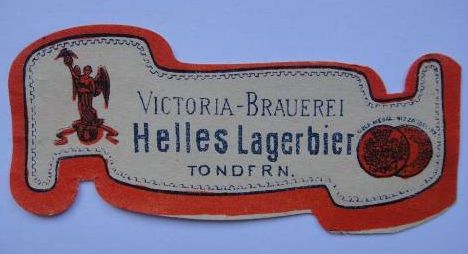 VICTORIA-BRAUEREI
Helles Lagerbier
TONDERN.